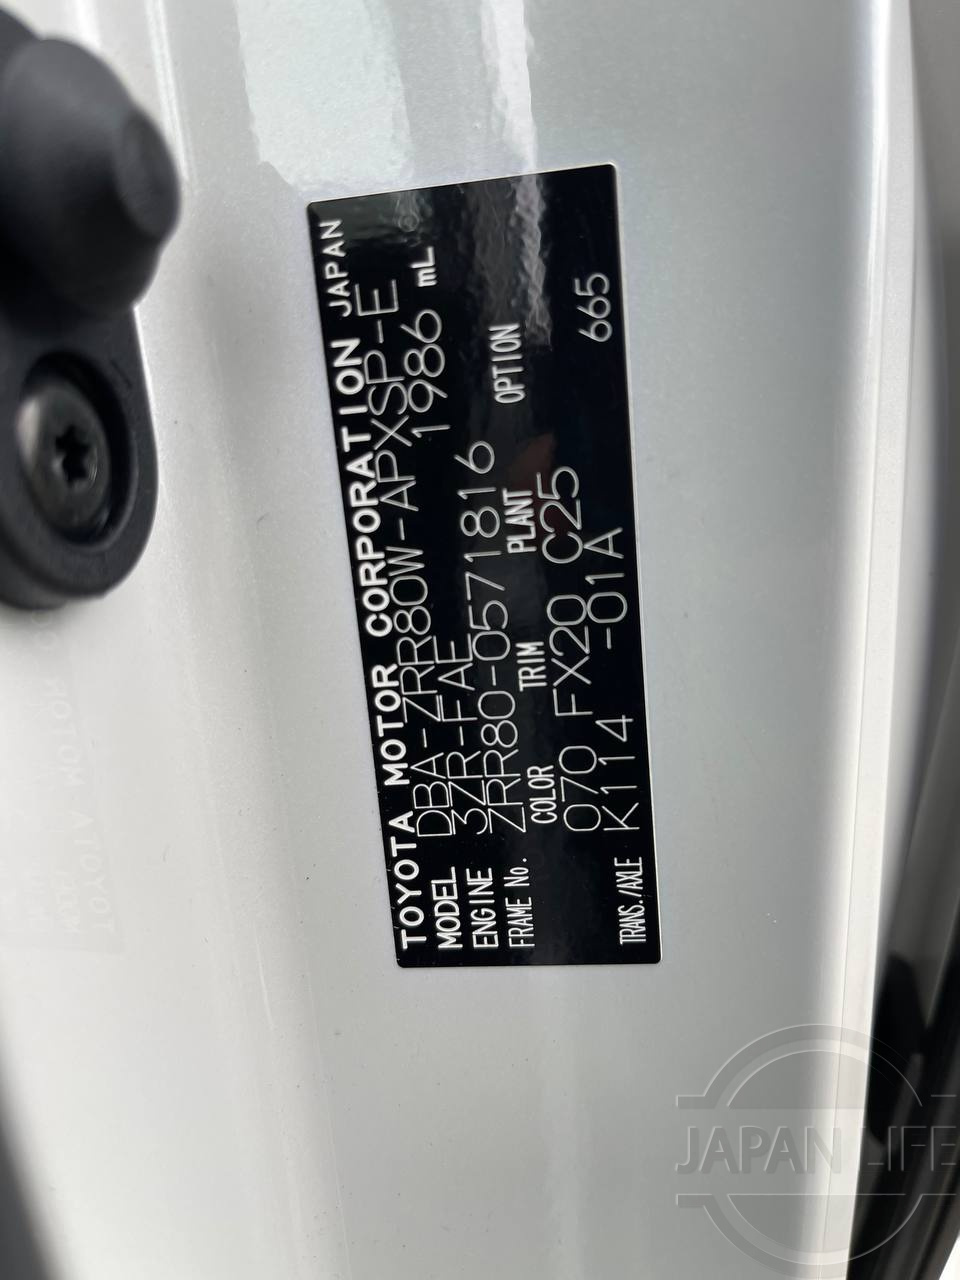 TOYOTA MOTOR CORPORATION JAPAN
MODEL DBA-ZRR80W-APXSP-E
ENGINE 3ZR-FAE 1986 mL
FRAME No. ZRR80-0571816
COLOR TRIM PLANT OPTION
070 FX20 C25 665
TRANS./AXLE K114 -01A
JAPAN LIFE